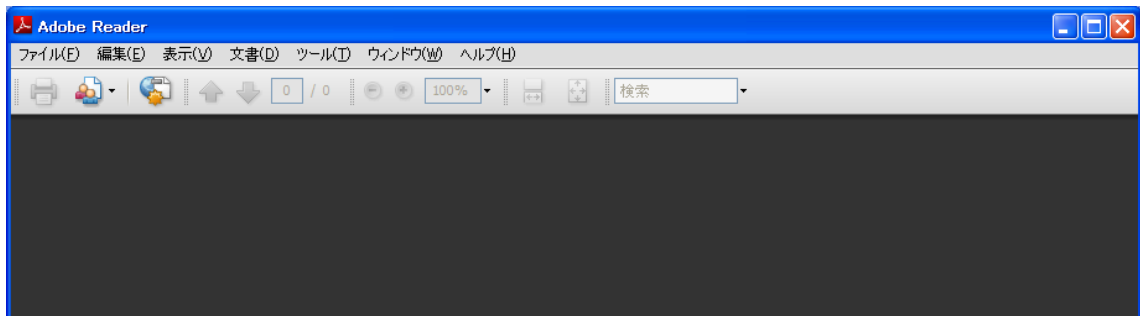 Adobe Reader
ファイル(F) 編集(E) 表示(V) 文書(D) ツール(T) ウィンドウ(W) ヘルプ(H)
0 / 0 100% 検索